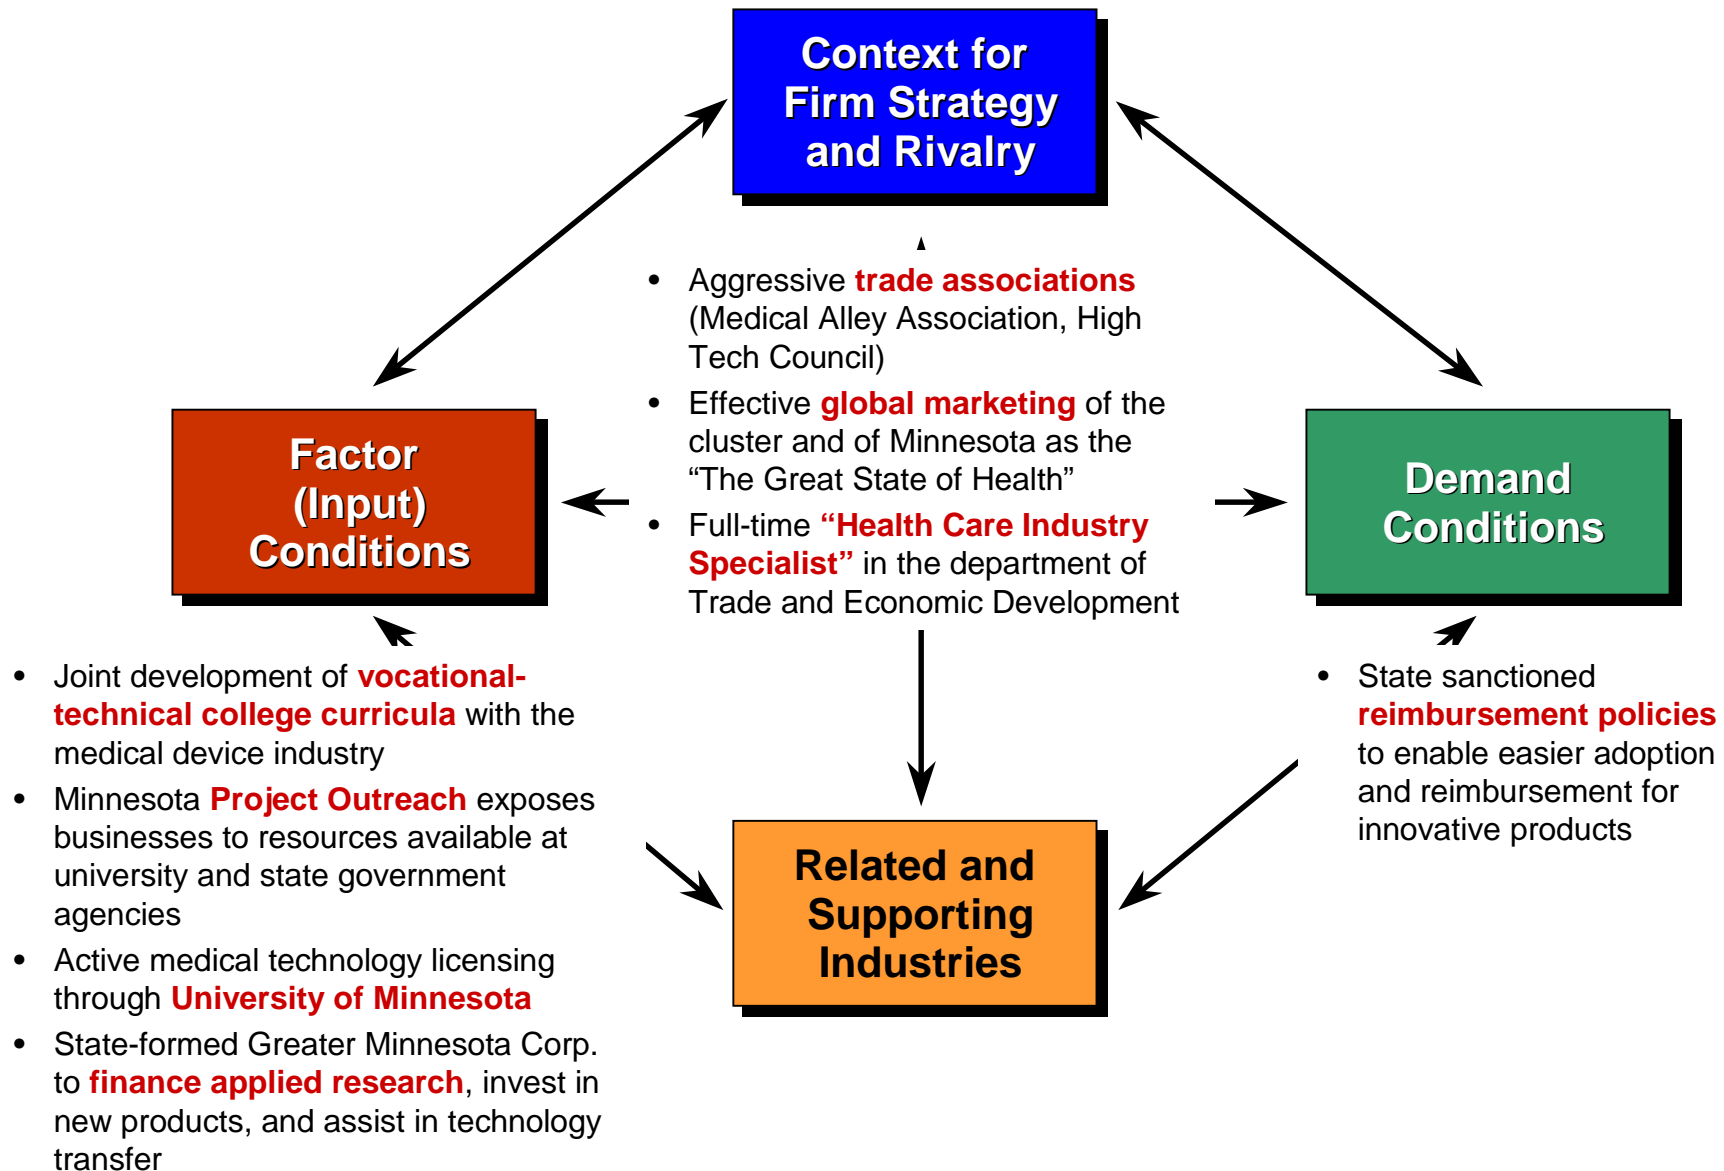 Context for
Firm Strategy
and Rivalry
• Aggressive trade associations
(Medical Alley Association, High
Tech Council)
• Effective global marketing of the
cluster and of Minnesota as the
“The Great State of Health”
• Full-time “Health Care Industry
Specialist” in the department of
Trade and Economic Development
Factor
(Input)
Conditions
Demand
Conditions
• Joint development of vocational-
technical college curricula with the
medical device industry
• Minnesota Project Outreach exposes
businesses to resources available at
university and state government
agencies
• Active medical technology licensing
through University of Minnesota
• State-formed Greater Minnesota Corp.
to finance applied research, invest in
new products, and assist in technology
transfer
• State sanctioned
reimbursement policies
to enable easier adoption
and reimbursement for
innovative products
Related and
Supporting
Industries